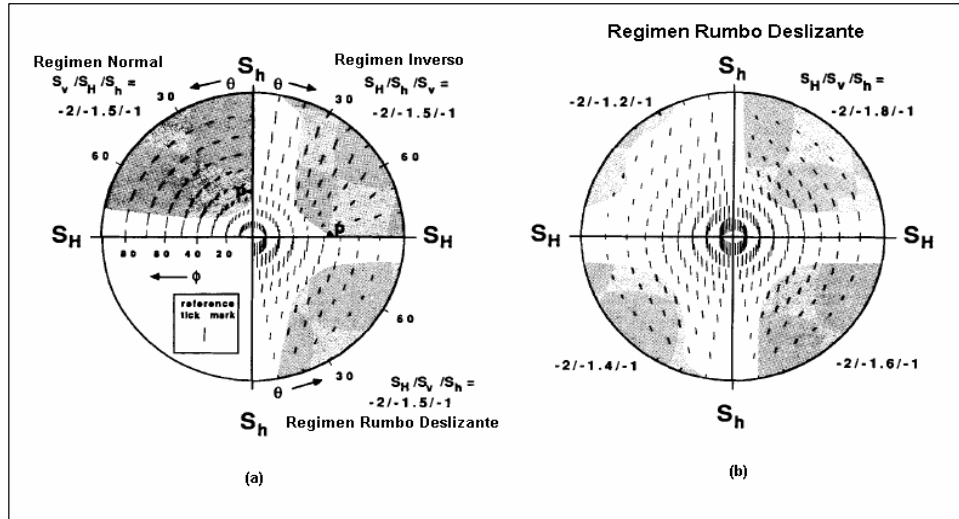 Regimen Normal
Sv /SH /Sh =
-2/-1.5/-1
Sh
← θ θ →
Regimen Inverso
SH/Sh/Sv =
-2/-1.5/-1
30
60
30
60
P
SH
SH
80 60 40 20
← φ
reference
tick mark
60
30
θ →
SH/Sv /Sh =
-2/-1.5/-1
Sh
Regimen Rumbo Deslizante
(a)
Regimen Rumbo Deslizante
Sh
SH/Sv/Sh =
-2/-1.2/-1
-2/-1.8/-1
SH
SH
-2/-1.4/-1
-2/-1.6/-1
Sh
(b)